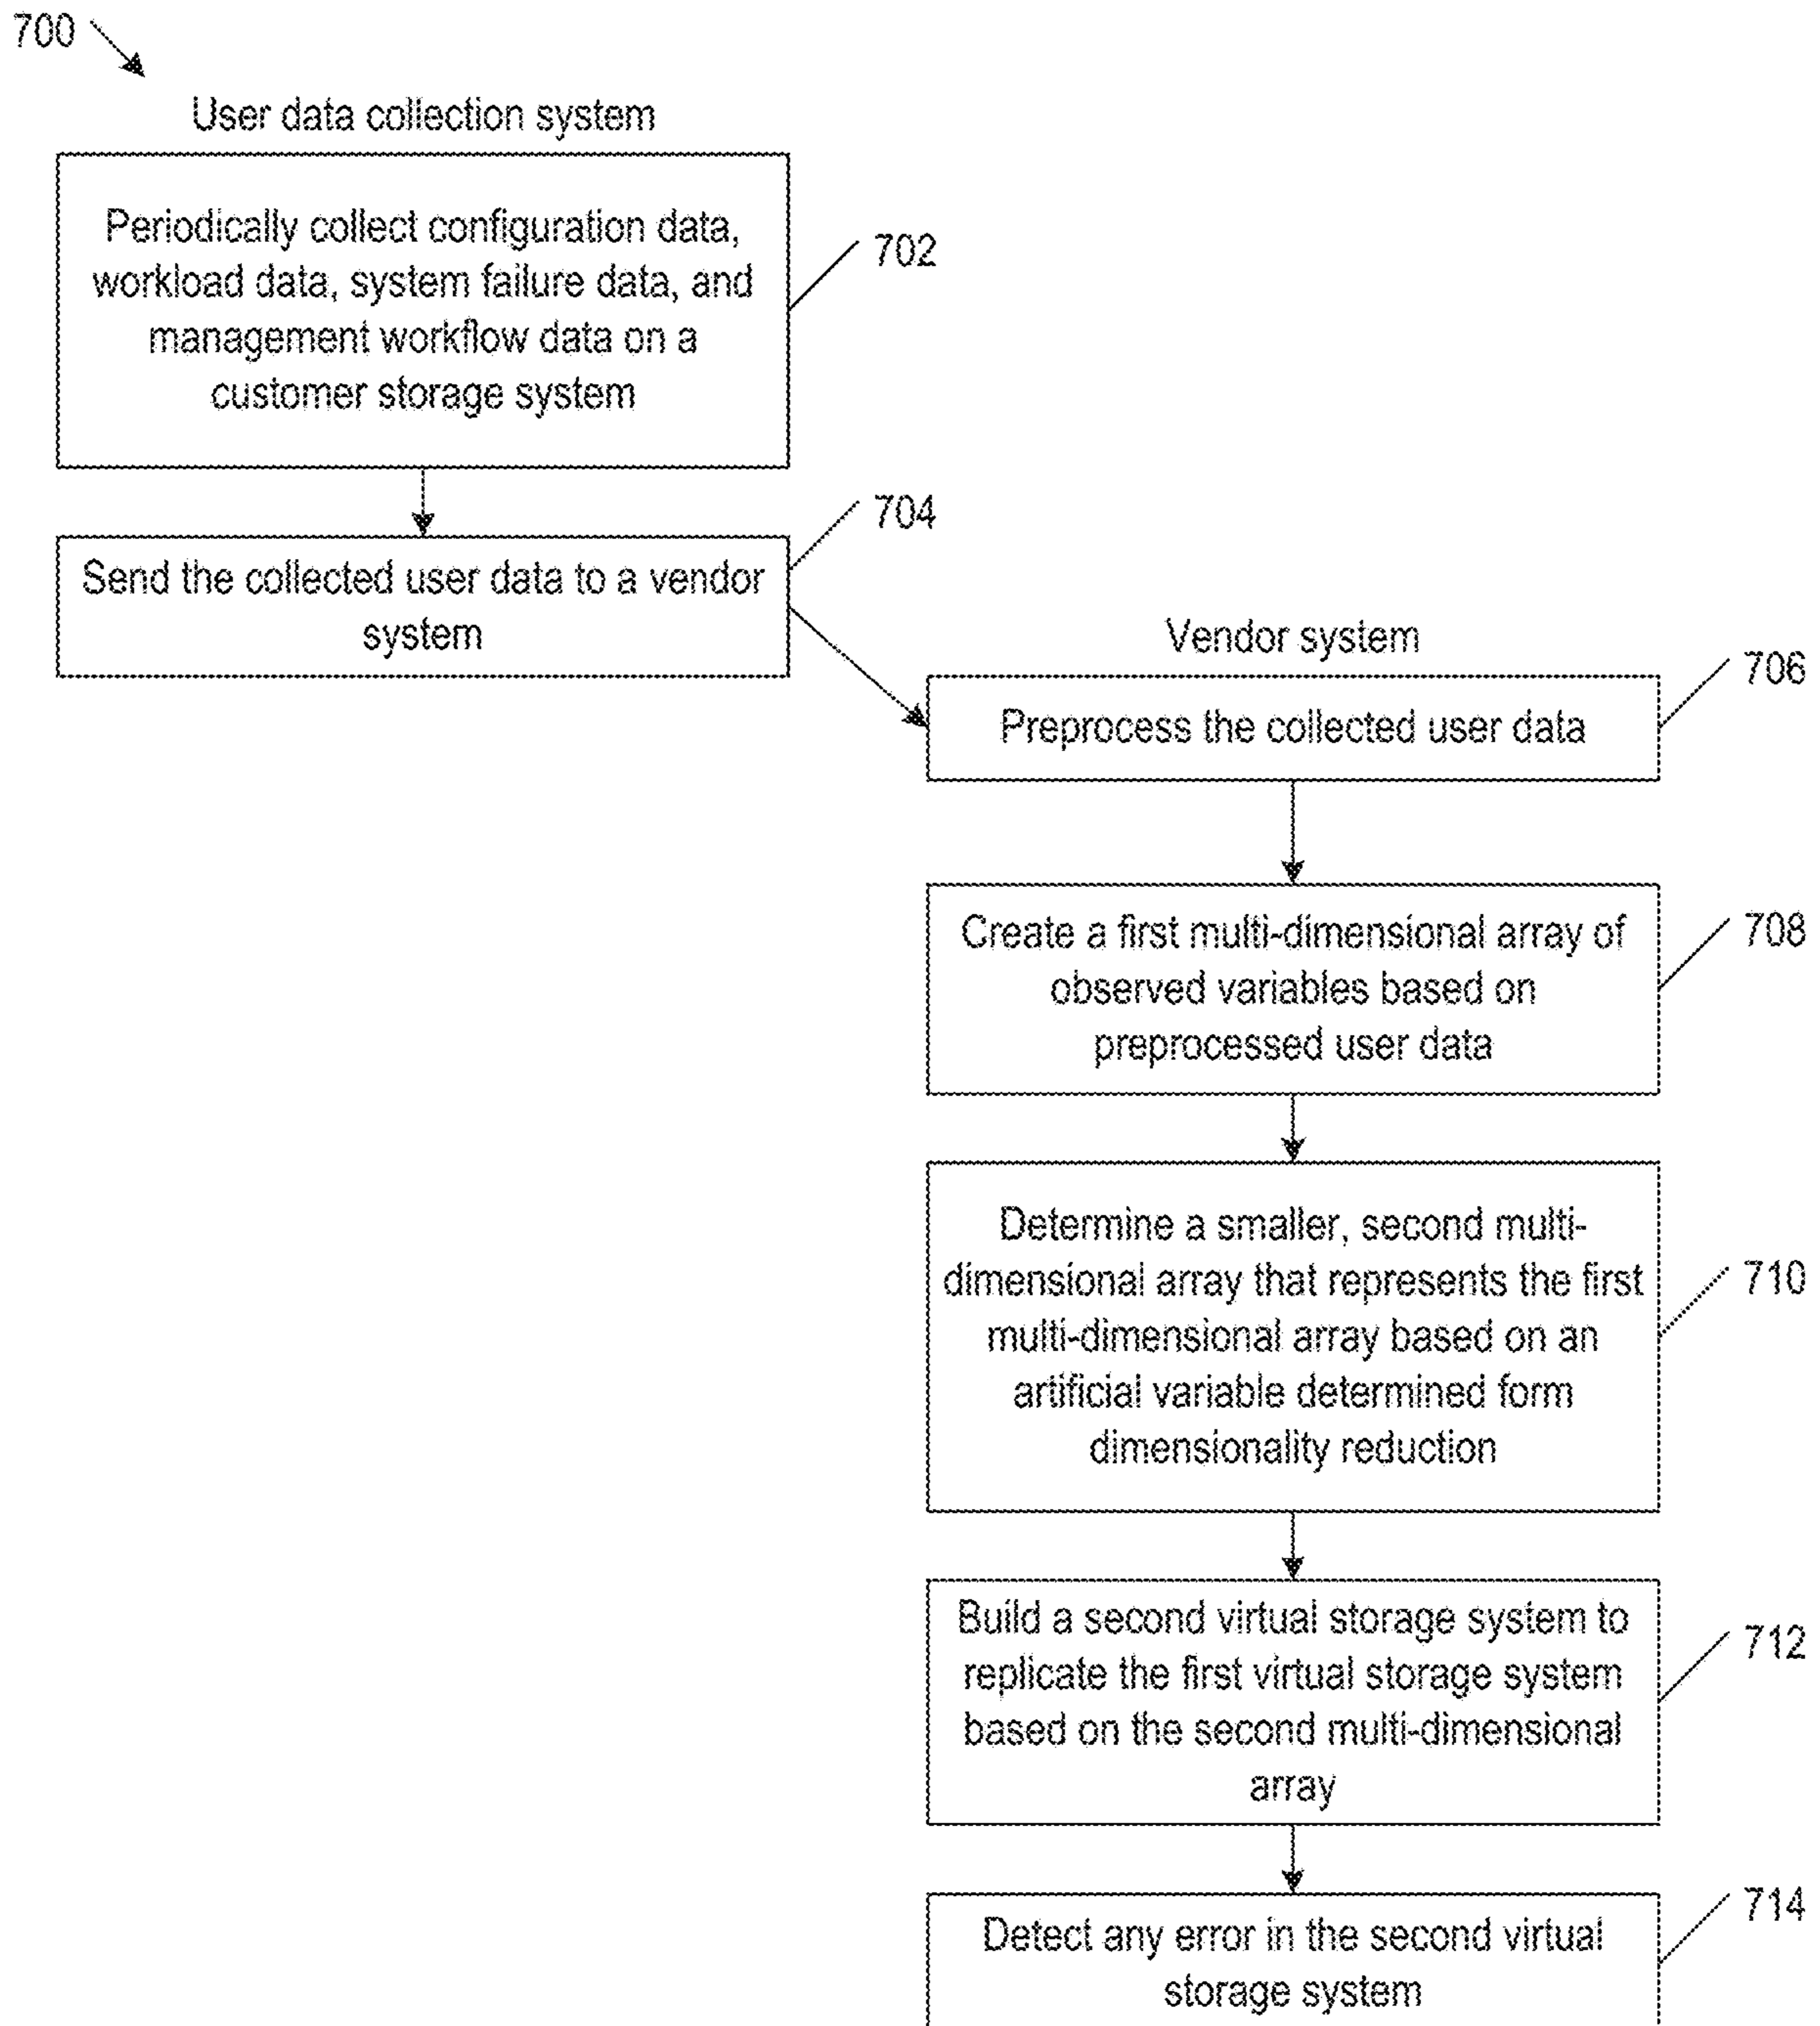 700
User data collection system
Periodically collect configuration data,
workload data, system failure data, and
management workflow data on a
customer storage system
702
Send the collected user data to a vendor
system
704
Vendor system
Preprocess the collected user data
706
Create a first multi-dimensional array of
observed variables based on
preprocessed user data
708
Determine a smaller, second multi-
dimensional array that represents the first
multi-dimensional array based on an
artificial variable determined form
dimensionality reduction
710
Build a second virtual storage system to
replicate the first virtual storage system
based on the second multi-dimensional
array
712
Detect any error in the second virtual
storage system
714